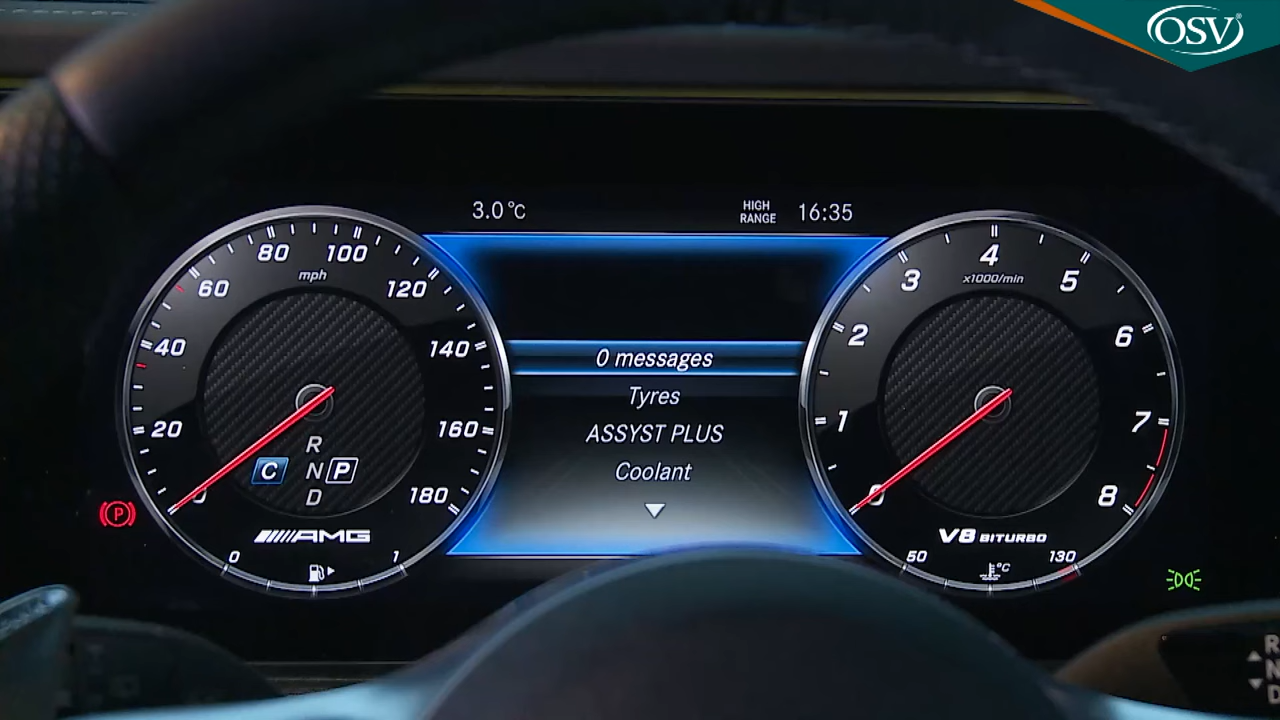 OSV®
3.0°C
HIGH RANGE
16:35
0 messages
Tyres
ASSYST PLUS
Coolant
0
20
40
60
80
100
120
140
160
180
mph
R
C
N
P
D
AMG
0
1
P
0
1
2
3
4
5
6
7
8
x1000/min
V8 BITURBO
50
130
°C
R
N
D